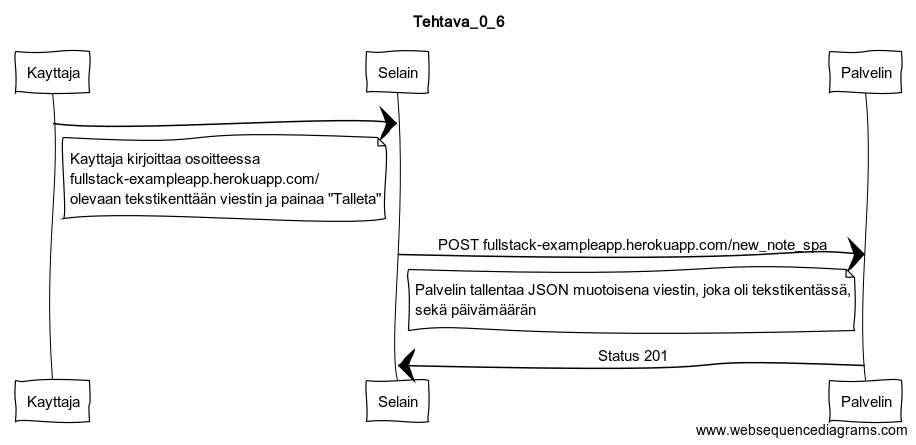 Tehtava_0_6
Kayttaja
Selain
Palvelin
Kayttaja kirjoittaa osoitteessa
fullstack-exampleapp.herokuapp.com/
olevaan tekstikenttään viestin ja painaa "Talleta"
POST fullstack-exampleapp.herokuapp.com/new_note_spa
Palvelin tallentaa JSON muotoisena viestin, joka oli tekstikentässä,
sekä päivämäärän
Status 201
Kayttaja
Selain
Palvelin
www.websequencediagrams.com